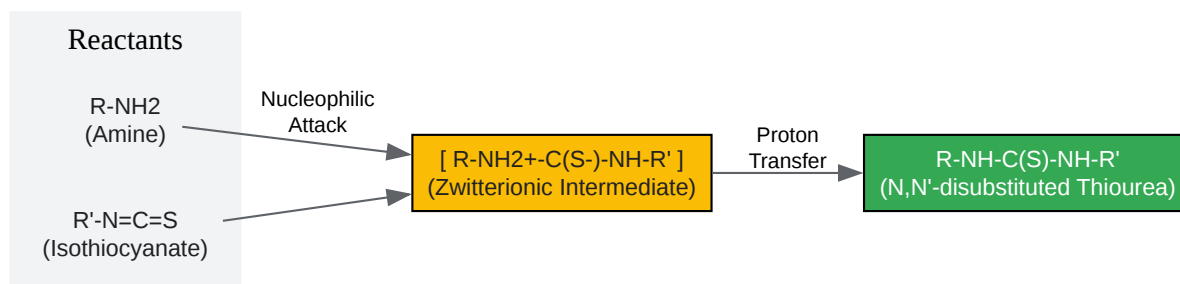 Reactants
R-NH2
(Amine)
R'-N=C=S
(Isothiocyanate)
Nucleophilic
Attack
[ R-NH2+-C(S-)-NH-R' ]
(Zwitterionic Intermediate)
Proton
Transfer
R-NH-C(S)-NH-R'
(N,N'-disubstituted Thiourea)